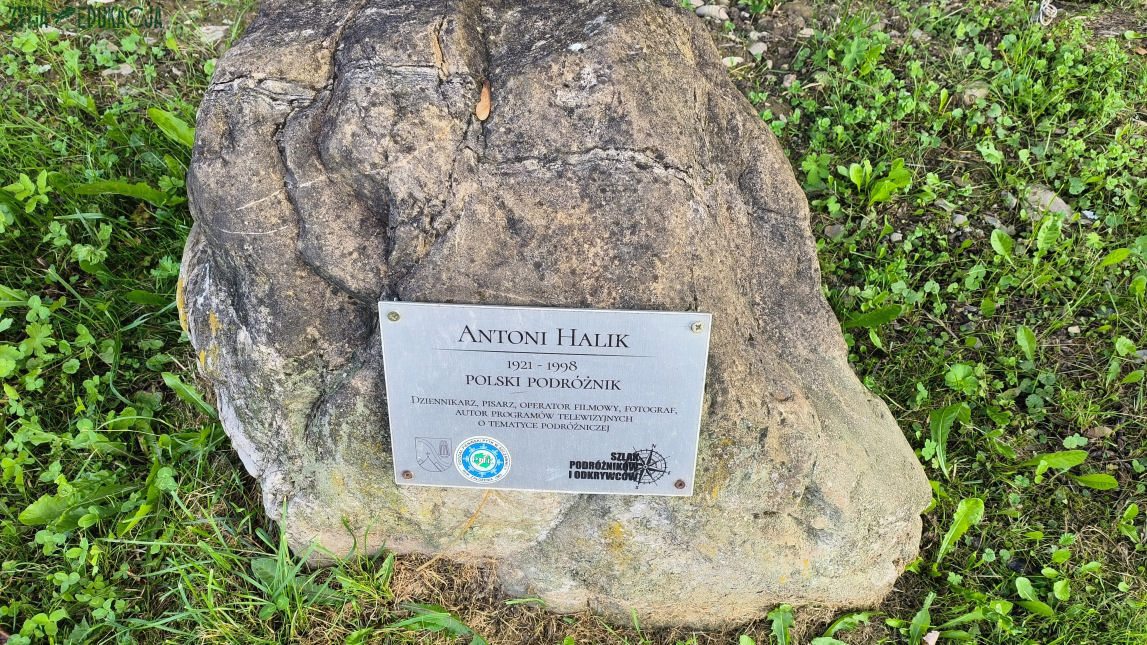 ANTONI HALIK
1921 - 1998
POLSKI PODRÓŻNIK
DZIENNIKARZ, PISARZ, OPERATOR FILMOWY, FOTOGRAF,
AUTOR PROGRAMÓW TELEWIZYJNYCH
O TEMATYCE PODRÓŻNICZEJ
SZLAK
PODRÓŻNIKÓW
I ODKRYWCÓW